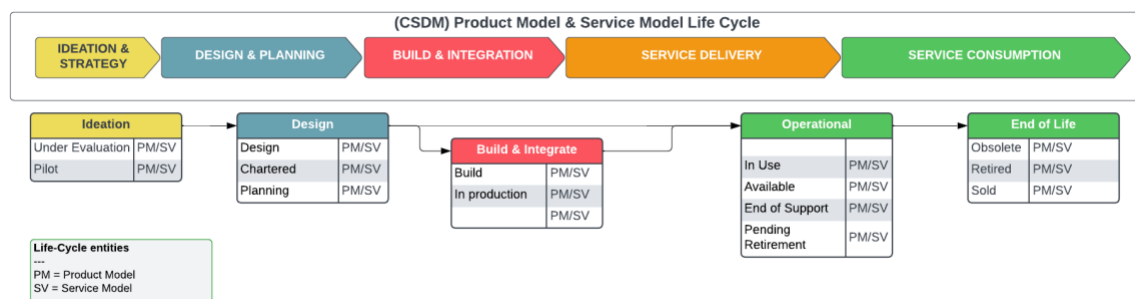 (CSDM) Product Model & Service Model Life Cycle
IDEATION &
STRATEGY
DESIGN & PLANNING
BUILD & INTEGRATION
SERVICE DELIVERY
SERVICE CONSUMPTION
Ideation
Under Evaluation PM/SV
Pilot PM/SV
Design
Design PM/SV
Chartered PM/SV
Planning PM/SV
Build & Integrate
Build PM/SV
In production PM/SV
PM/SV
Operational
In Use PM/SV
Available PM/SV
End of Support PM/SV
Pending
Retirement PM/SV
End of Life
Obsolete PM/SV
Retired PM/SV
Sold PM/SV
Life-Cycle entities
---
PM = Product Model
SV = Service Model